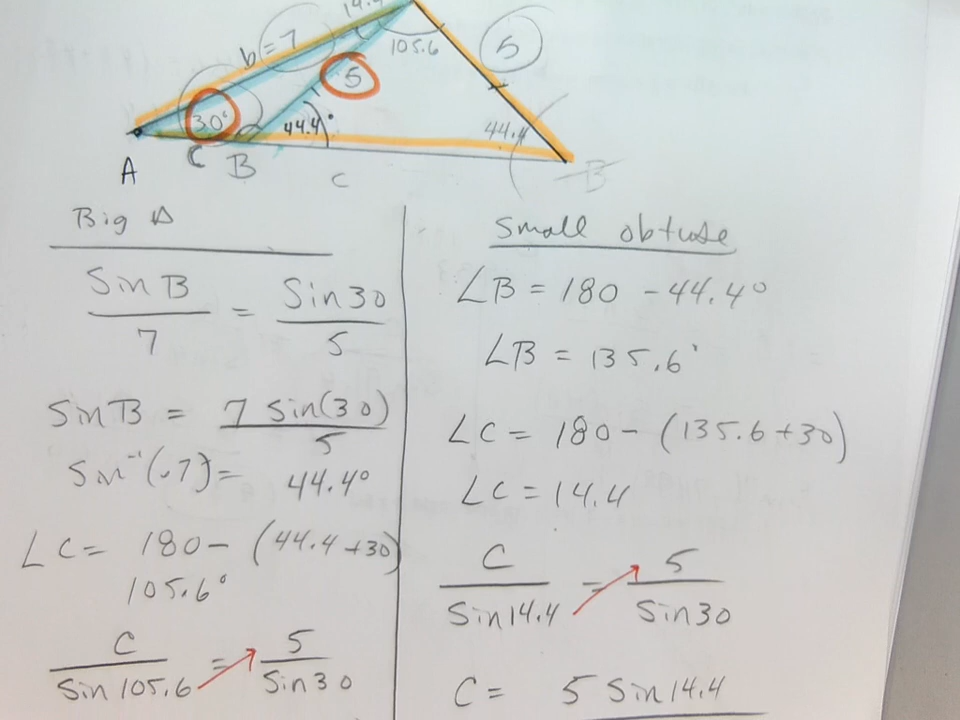 14.4
b = 7
105.6
5
5
30°
44.4°
44.4
A
C
B
c
B
Big △
Sin B / 7 = Sin 30 / 5
Sin B = 7 Sin(30) / 5
Sin⁻¹(.7) = 44.4°
∠C = 180 - (44.4 + 30)
105.6°
C / Sin 105.6 = 5 / Sin 30
Small obtuse
∠B = 180 - 44.4°
∠B = 135.6°
∠C = 180 - (135.6 + 30)
∠C = 14.4
C / Sin 14.4 = 5 / Sin 30
C = 5 Sin 14.4